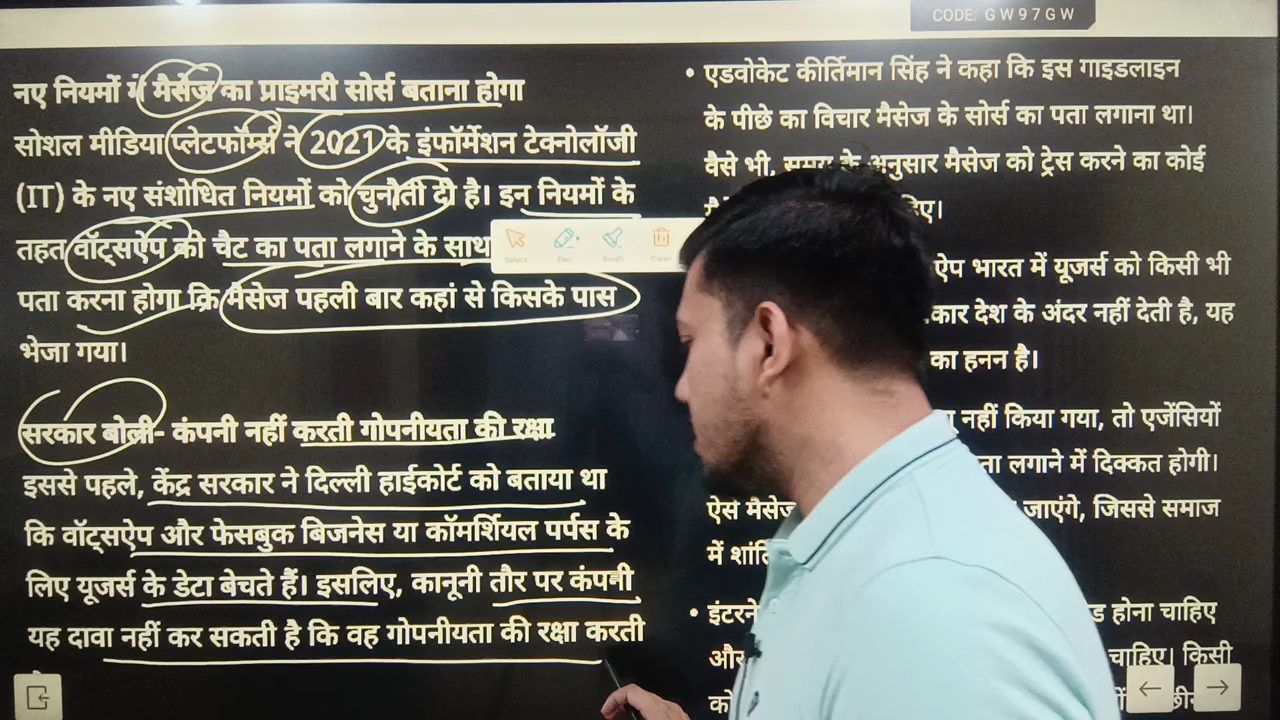 CODE: GW97GW
नए नियमों में मैसेज का प्राइमरी सोर्स बताना होगा
सोशल मीडिया प्लेटफॉर्म्स ने 2021 के इंफॉर्मेशन टेक्नोलॉजी
(IT) के नए संशोधित नियमों को चुनौती दी है। इन नियमों के
तहत वॉट्सऐप की चैट का पता लगाने के साथ
पता करना होगा कि मैसेज पहली बार कहां से किसके पास
भेजा गया।
सरकार बोली- कंपनी नहीं करती गोपनीयता की रक्षा
इससे पहले, केंद्र सरकार ने दिल्ली हाईकोर्ट को बताया था
कि वॉट्सऐप और फेसबुक बिजनेस या कॉमर्शियल पर्पस के
लिए यूजर्स के डेटा बेचते हैं। इसलिए, कानूनी तौर पर कंपनी
यह दावा नहीं कर सकती है कि वह गोपनीयता की रक्षा करती
Select Pen Brush Clean
• एडवोकेट कीर्तिमान सिंह ने कहा कि इस गाइडलाइन
के पीछे का विचार मैसेज के सोर्स का पता लगाना था।
वैसे भी, समय के अनुसार मैसेज को ट्रेस करने का कोई
ऐप भारत में यूजर्स को किसी भी
देश के अंदर नहीं देती है, यह
का हनन है।
नहीं किया गया, तो एजेंसियों
लगाने में दिक्कत होगी।
ऐसे मैसेज जाएंगे, जिससे समाज
में
• होना चाहिए
और चाहिए। किसी
को